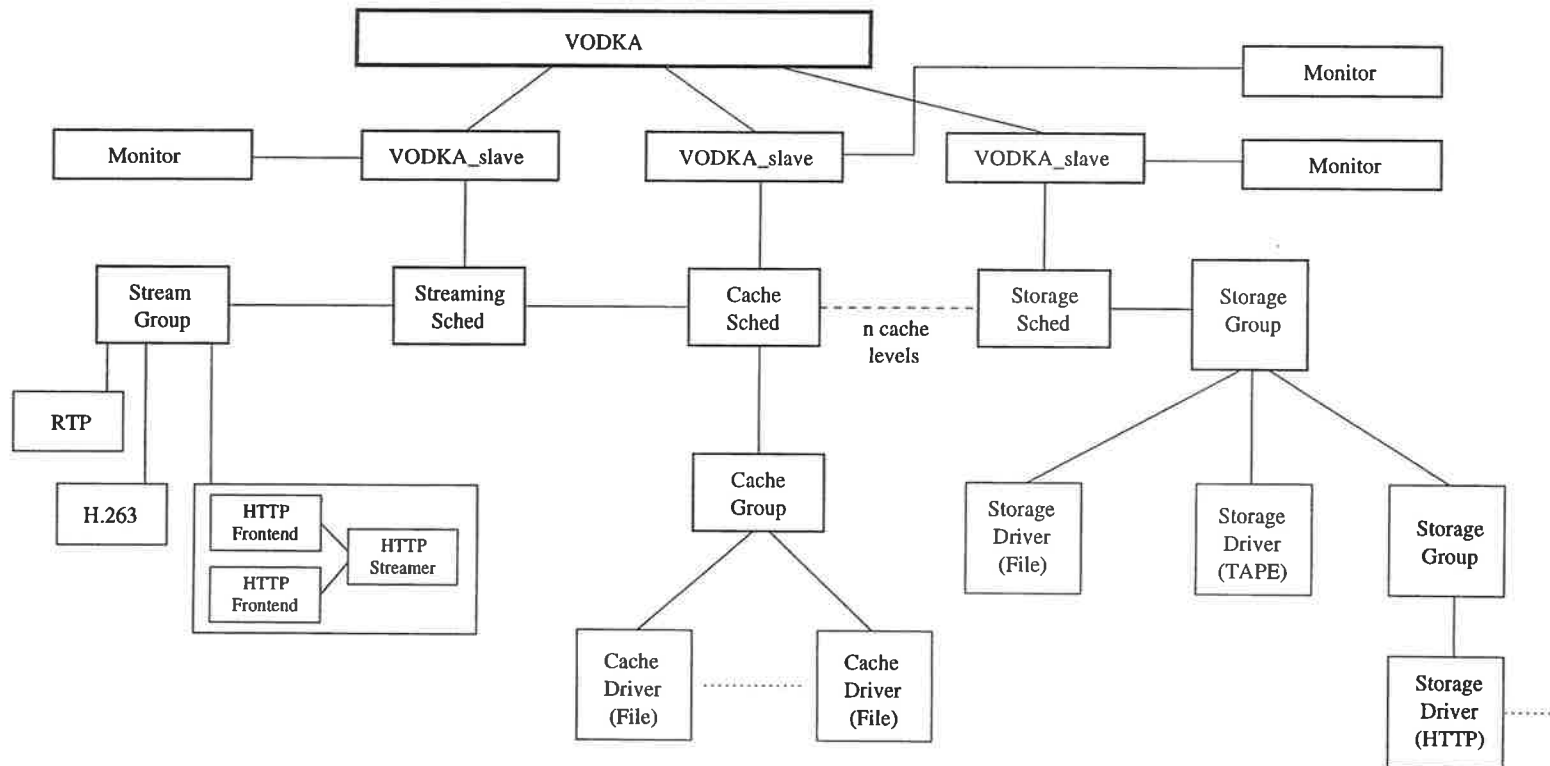 VODKA
Monitor
Monitor
VODKA_slave
VODKA_slave
VODKA_slave
Monitor
Stream
Group
Streaming
Sched
Cache
Sched
n cache
levels
Storage
Sched
Storage
Group
RTP
H.263
HTTP
Frontend
HTTP
Frontend
HTTP
Streamer
Cache
Group
Storage
Driver
(File)
Storage
Driver
(TAPE)
Storage
Group
Cache
Driver
(File)
Cache
Driver
(File)
Storage
Driver
(HTTP)